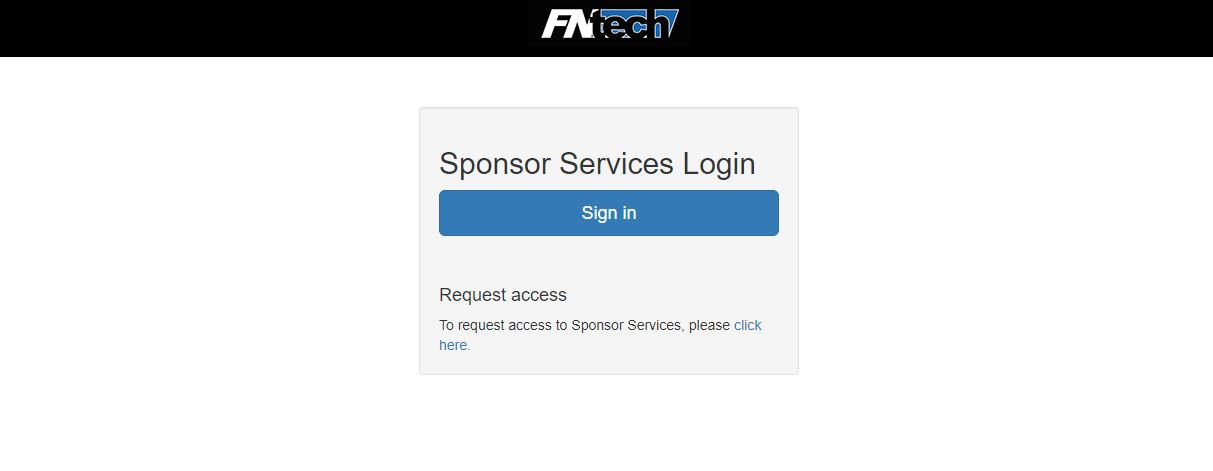 FNtech
Sponsor Services Login
Sign in
Request access
To request access to Sponsor Services, please click
here.